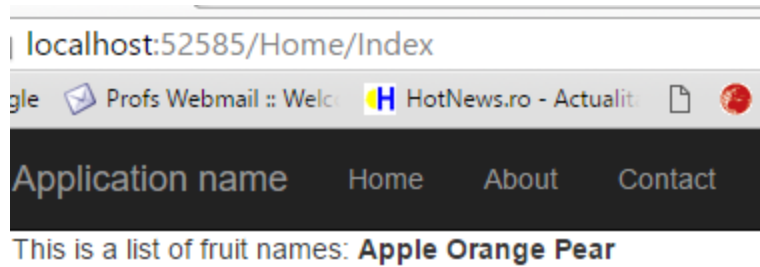 localhost:52585/Home/Index
gle Profs Webmail :: Welc H HotNews.ro - Actualit
Application name Home About Contact
This is a list of fruit names: Apple Orange Pear